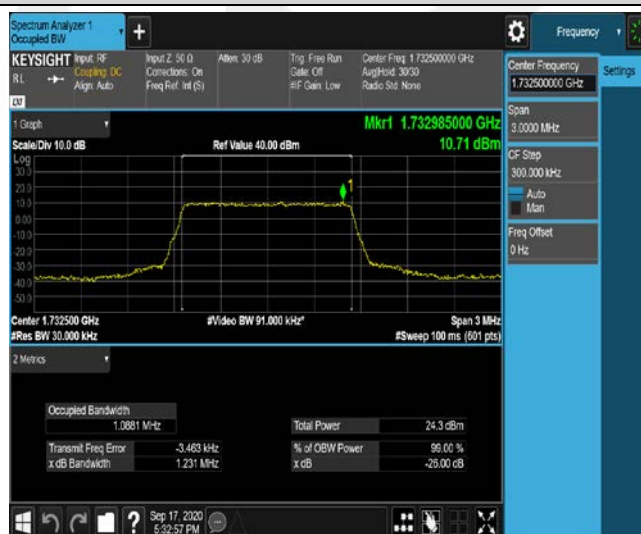 Spectrum Analyzer 1
Occupied BW
Frequency
KEYSIGHT
Input: RF
Coupling: DC
Align: Auto
Input Z: 50 Ω
Corrections: On
Freq Ref: Int (S)
Atten: 30 dB
Trig: Free Run
Gate: Off
#IF Gain: Low
Center Freq: 1.732500000 GHz
Avg|Hold: 30/30
Radio Std: None
RL
LXI
Center Frequency
1.732500000 GHz
Settings
Span
3.0000 MHz
CF Step
300.000 kHz
Auto
Man
Freq Offset
0 Hz
1 Graph
Mkr1 1.732985000 GHz
10.71 dBm
Scale/Div 10.0 dB
Ref Value 40.00 dBm
Log
30.0
20.0
10.0
0.00
-10.0
-20.0
-30.0
-40.0
-50.0
1
Center 1.732500 GHz
#Video BW 91.000 kHz*
Span 3 MHz
#Res BW 30.000 kHz
#Sweep 100 ms (601 pts)
2 Metrics
Occupied Bandwidth
1.0881 MHz
Total Power 24.3 dBm
Transmit Freq Error -3.463 kHz
% of OBW Power 99.00 %
x dB Bandwidth 1.231 MHz
x dB -26.00 dB
?
Sep 17, 2020
5:32:57 PM